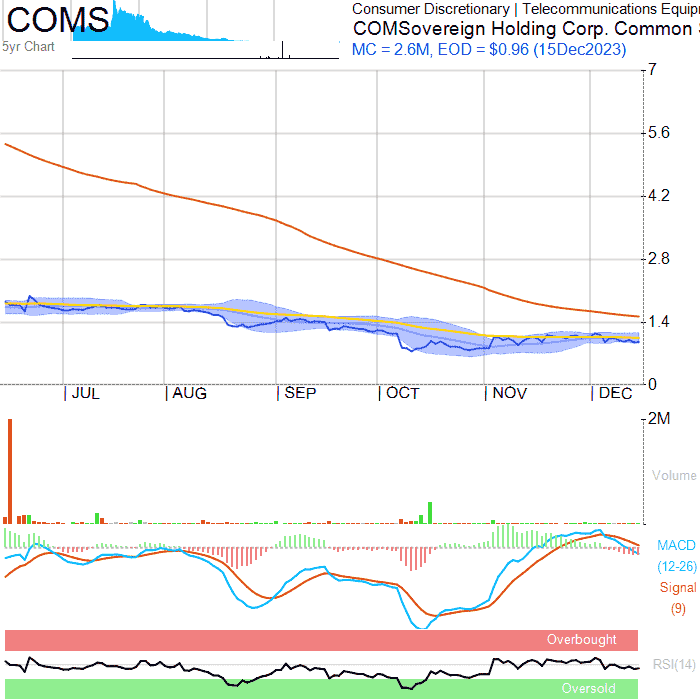 COMS
5yr Chart
Consumer Discretionary | Telecommunications Equip
COMSovereign Holding Corp. Common
MC = 2.6M, EOD = $0.96 (15Dec2023)
7
5.6
4.2
2.8
1.4
0
JUL
AUG
SEP
OCT
NOV
DEC
2M
Volume
MACD
(12-26)
Signal
(9)
Overbought
RSI(14)
Oversold